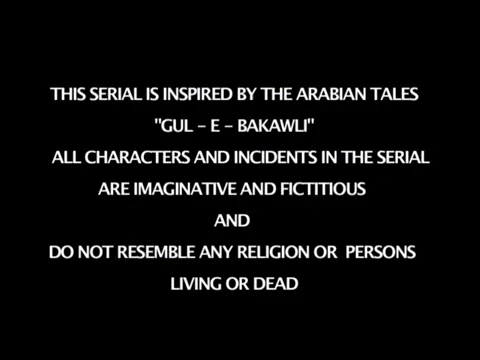 THIS SERIAL IS INSPIRED BY THE ARABIAN TALES
"GUL – E – BAKAWLI"
ALL CHARACTERS AND INCIDENTS IN THE SERIAL
ARE IMAGINATIVE AND FICTITIOUS
AND
DO NOT RESEMBLE ANY RELIGION OR PERSONS
LIVING OR DEAD